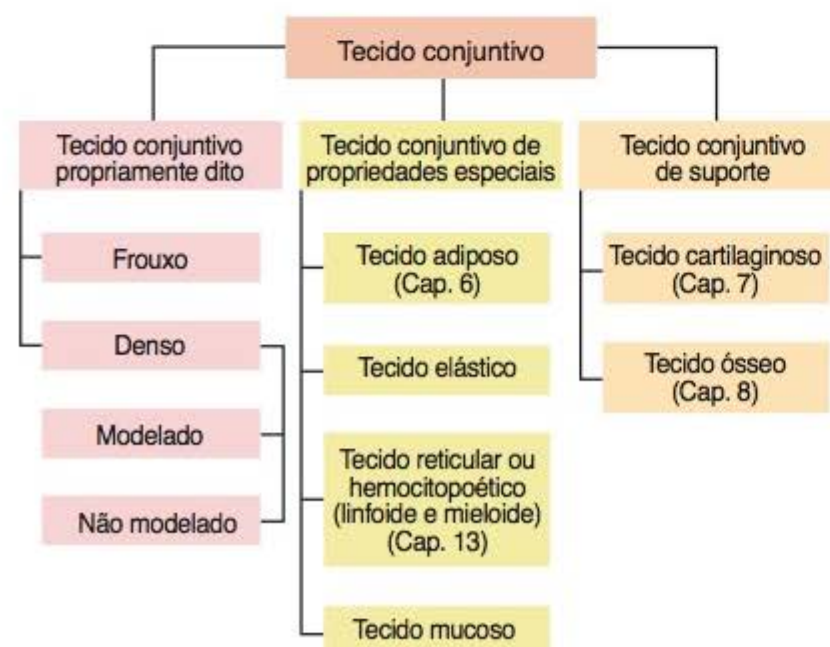 Tecido conjuntivo
Tecido conjuntivo
propriamente dito
Frouxo
Denso
Modelado
Não modelado
Tecido conjuntivo de
propriedades especiais
Tecido adiposo
(Cap. 6)
Tecido elástico
Tecido reticular ou
hemocitopoético
(linfoide e mieloide)
(Cap. 13)
Tecido mucoso
Tecido conjuntivo
de suporte
Tecido cartilaginoso
(Cap. 7)
Tecido ósseo
(Cap. 8)